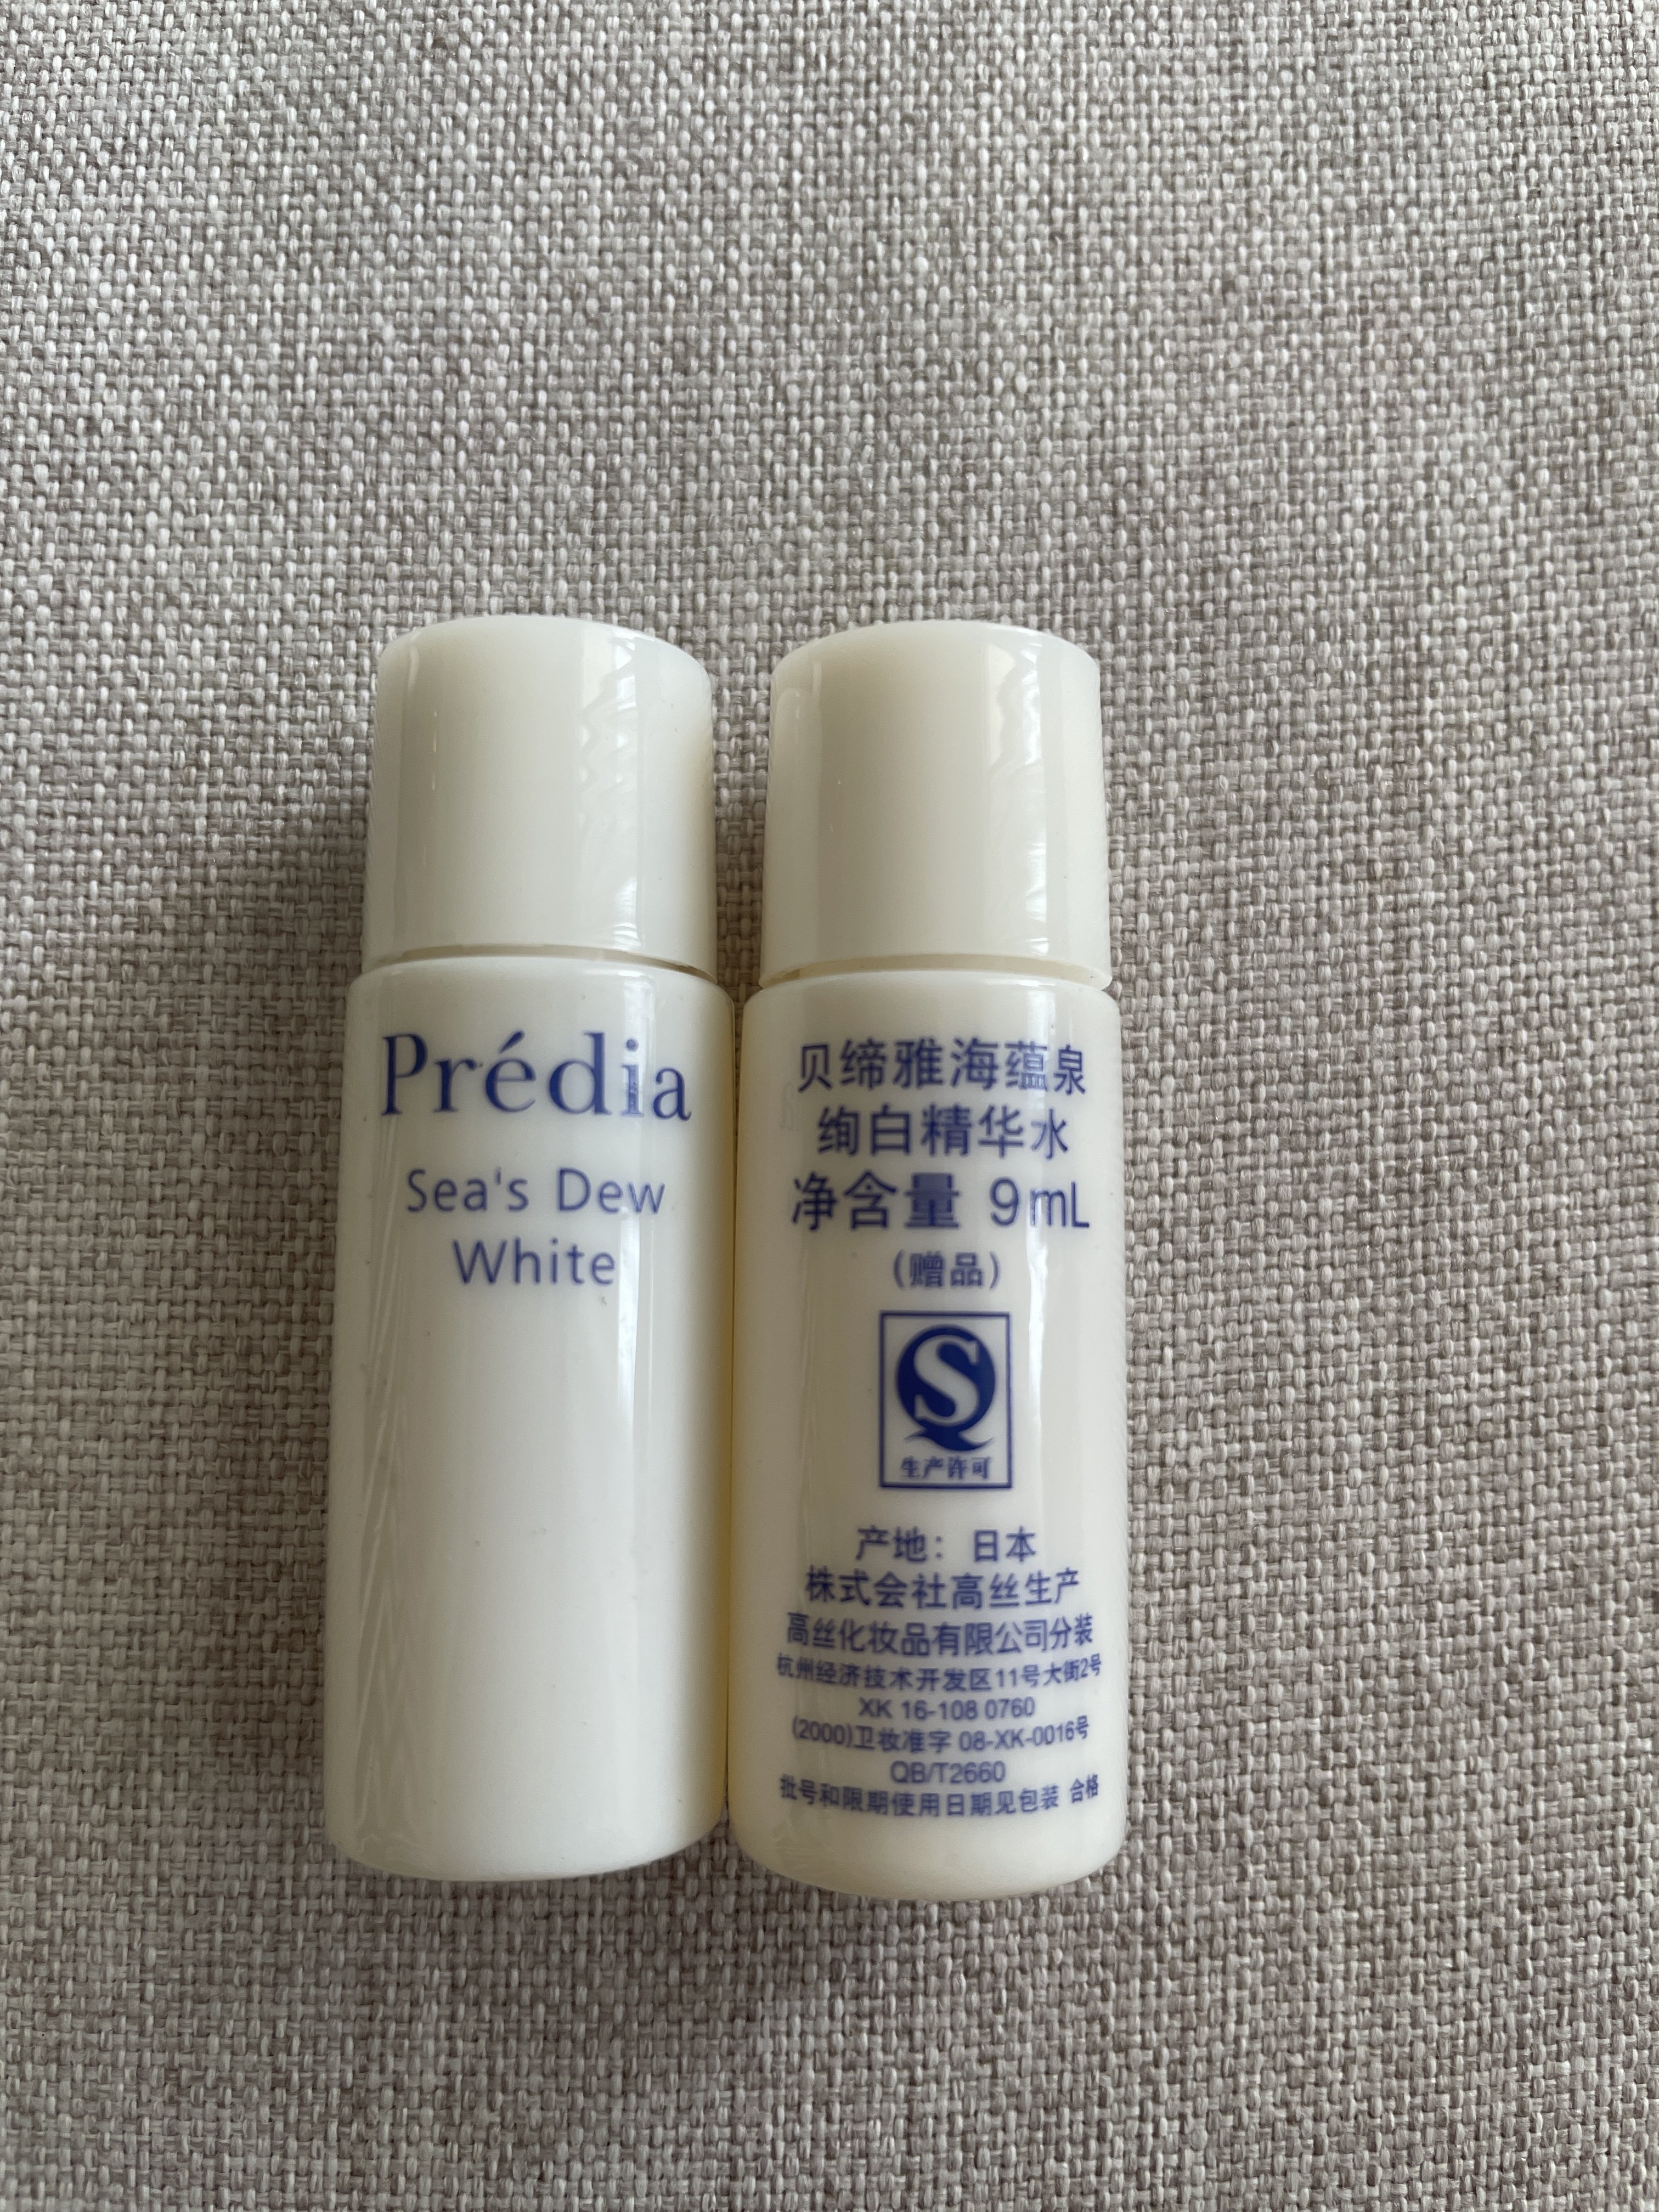 Prédia
Sea's Dew
White
贝缔雅海蕴泉
绚白精华水
净含量 9mL
(赠品)
QS
生产许可
产地：日本
株式会社高丝生产
高丝化妆品有限公司分装
杭州经济技术开发区11号大街2号
XK 16-108 0760
(2000)卫妆准字 08-XK-0016号
QB/T2660
批号和限期使用日期见包装 合格